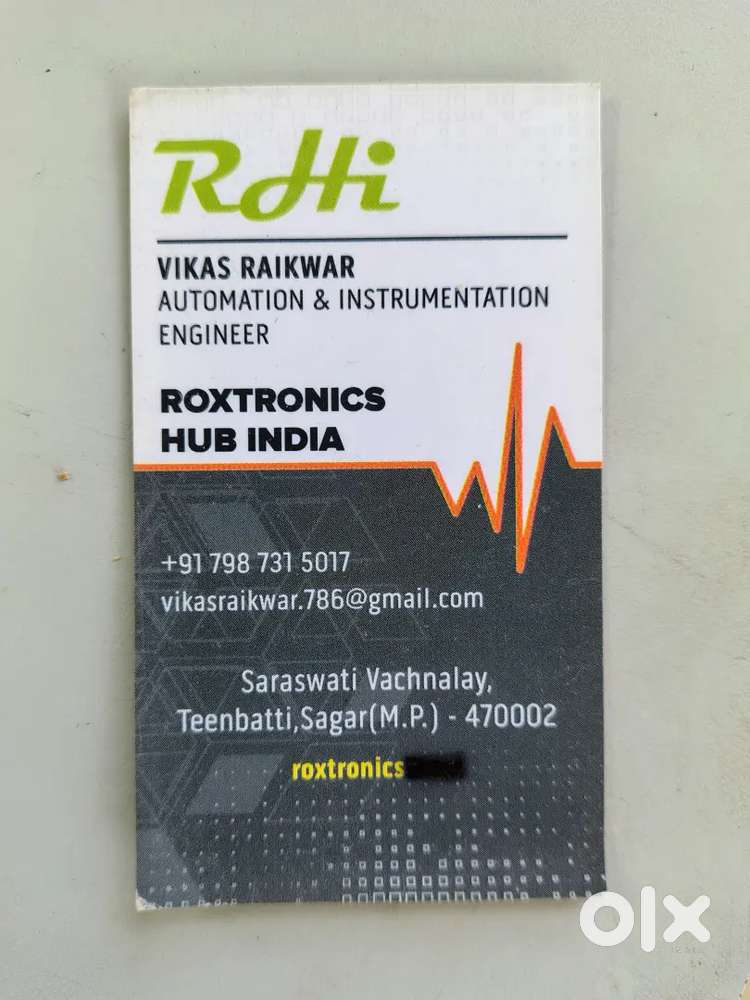 RHi
VIKAS RAIKWAR
AUTOMATION & INSTRUMENTATION
ENGINEER
ROXTRONICS
HUB INDIA
+91 798 731 5017
vikasraikwar.786@gmail.com
Saraswati Vachnalay,
Teenbatti,Sagar(M.P.) - 470002
roxtronics
olx